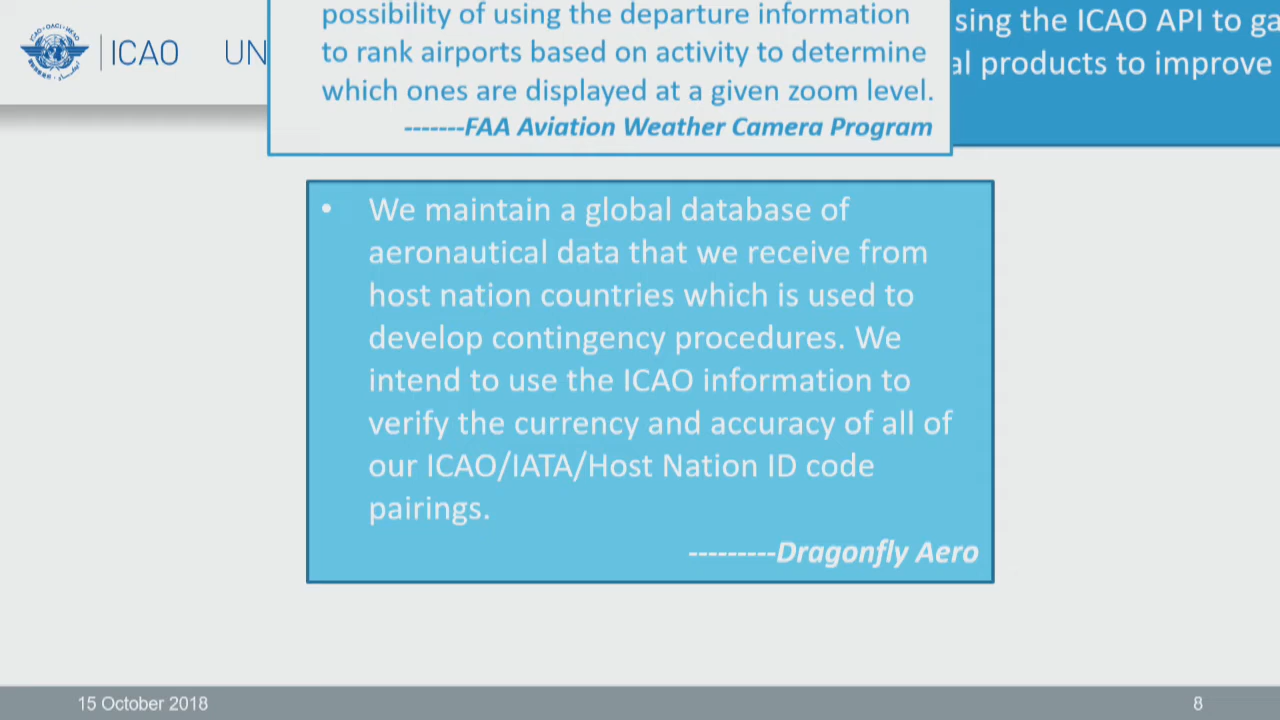 ICAO
UN
possibility of using the departure information
to rank airports based on activity to determine
which ones are displayed at a given zoom level.
-------FAA Aviation Weather Camera Program
sing the ICAO API to ga
al products to improve
• We maintain a global database of
aeronautical data that we receive from
host nation countries which is used to
develop contingency procedures. We
intend to use the ICAO information to
verify the currency and accuracy of all of
our ICAO/IATA/Host Nation ID code
pairings.
---------Dragonfly Aero
15 October 2018
8